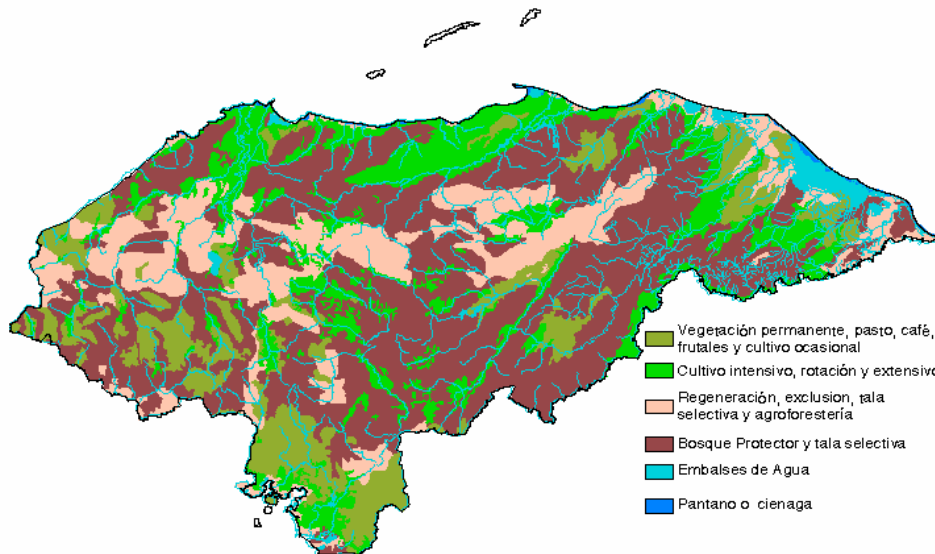 Vegetación permanente, pasto, café,
frutales y cultivo ocasional
Cultivo intensivo, rotación y extensivo
Regeneración, exclusion, tala
selectiva y agroforestería
Bosque Protector y tala selectiva
Embalses de Agua
Pantano o cienaga